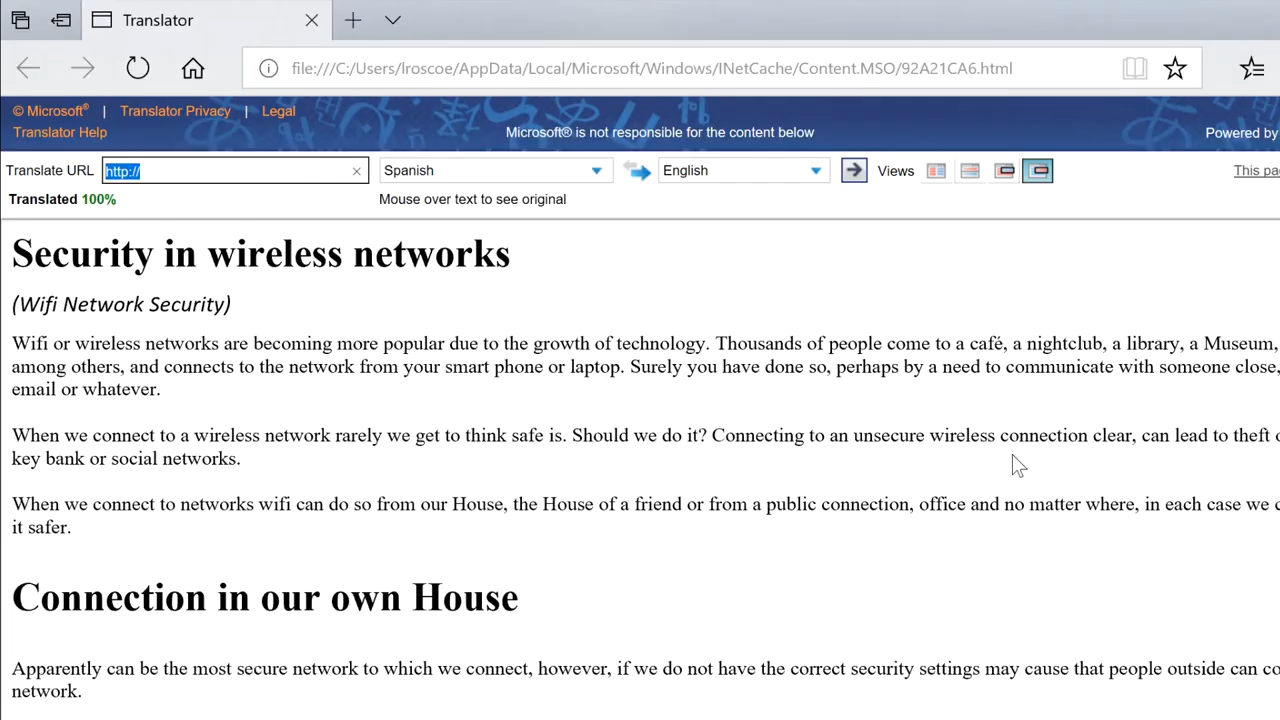 Translator
file:///C:/Users/lroscoe/AppData/Local/Microsoft/Windows/INetCache/Content.MSO/92A21CA6.html
© Microsoft® | Translator Privacy | Legal
Translator Help
Microsoft® is not responsible for the content below
Powered by
Translate URL http:// Spanish English Views This
Translated 100%
Mouse over text to see original
Security in wireless networks
(Wifi Network Security)
Wifi or wireless networks are becoming more popular due to the growth of technology. Thousands of people come to a café, a nightclub, a library, a Museum,
among others, and connects to the network from your smart phone or laptop. Surely you have done so, perhaps by a need to communicate with someone close,
email or whatever.
When we connect to a wireless network rarely we get to think safe is. Should we do it? Connecting to an unsecure wireless connection clear, can lead to theft
key bank or social networks.
When we connect to networks wifi can do so from our House, the House of a friend or from a public connection, office and no matter where, in each case we
it safer.
Connection in our own House
Apparently can be the most secure network to which we connect, however, if we do not have the correct security settings may cause that people outside can
network.